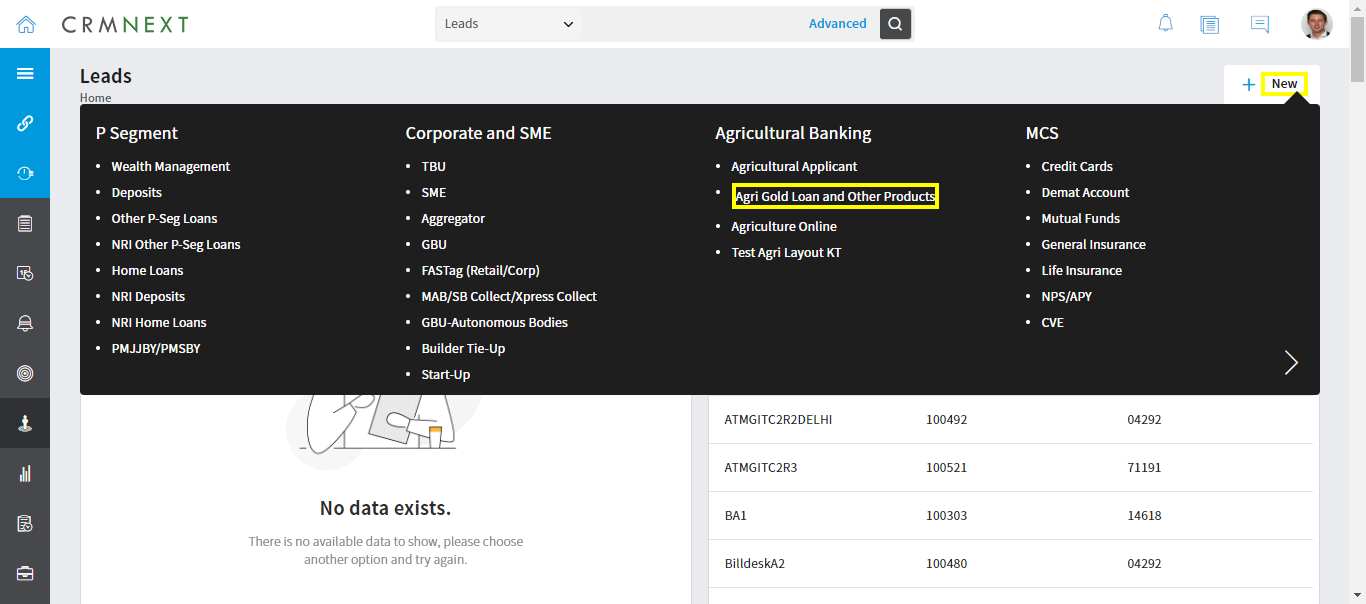 CRMNEXT
Leads
Advanced
Leads
Home
New
P Segment
Wealth Management
Deposits
Other P-Seg Loans
NRI Other P-Seg Loans
Home Loans
NRI Deposits
NRI Home Loans
PMJJBY/PMSBY
Corporate and SME
TBU
SME
Aggregator
GBU
FASTag (Retail/Corp)
MAB/SB Collect/Xpress Collect
GBU-Autonomous Bodies
Builder Tie-Up
Start-Up
Agricultural Banking
Agricultural Applicant
Agri Gold Loan and Other Products
Agriculture Online
Test Agri Layout KT
MCS
Credit Cards
Demat Account
Mutual Funds
General Insurance
Life Insurance
NPS/APY
CVE
No data exists.
There is no available data to show, please choose
another option and try again.
ATMGITC2R2DELHI 100492 04292
ATMGITC2R3 100521 71191
BA1 100303 14618
BilldeskA2 100480 04292